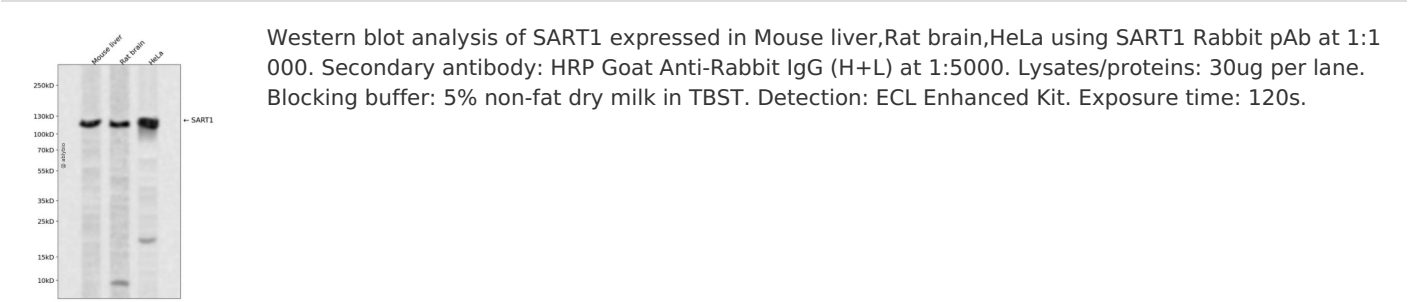 Mouse liver
Rat brain
HeLa
250kD
130kD
← SART1
100kD
70kD
@ abbybio
55kD
35kD
25kD
15kD
10kD
Western blot analysis of SART1 expressed in Mouse liver,Rat brain,HeLa using SART1 Rabbit pAb at 1:1
000. Secondary antibody: HRP Goat Anti-Rabbit IgG (H+L) at 1:5000. Lysates/proteins: 30ug per lane.
Blocking buffer: 5% non-fat dry milk in TBST. Detection: ECL Enhanced Kit. Exposure time: 120s.